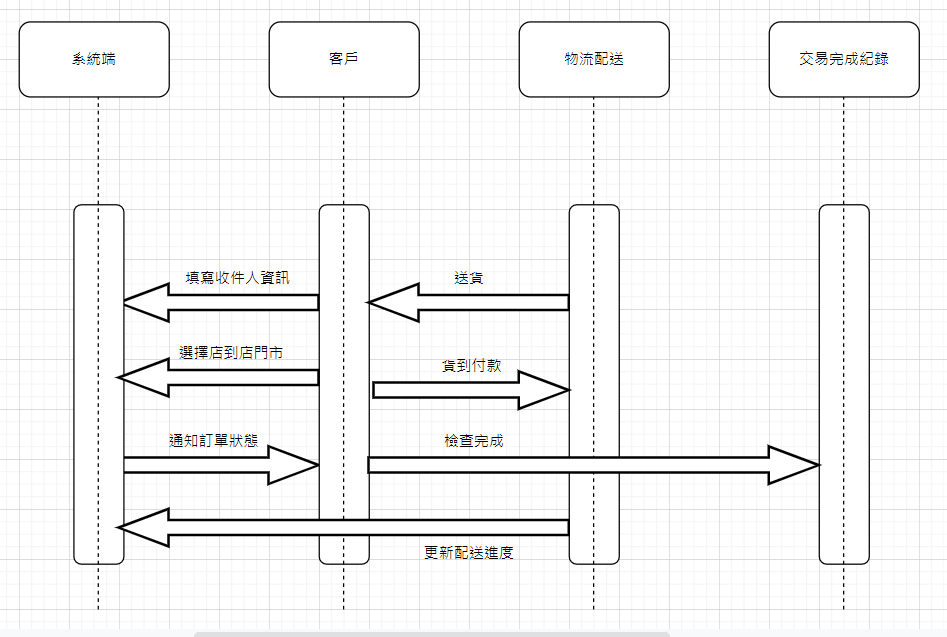 系統端
客戶
物流配送
交易完成紀錄
填寫收件人資訊
送貨
選擇店到店門市
貨到付款
通知訂單狀態
檢查完成
更新配送進度